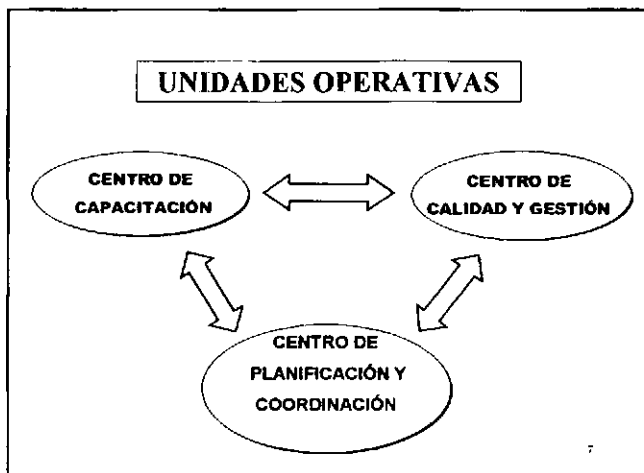 UNIDADES OPERATIVAS
CENTRO DE
CAPACITACIÓN
CENTRO DE
CALIDAD Y GESTIÓN
CENTRO DE
PLANIFICACIÓN Y
COORDINACIÓN
7